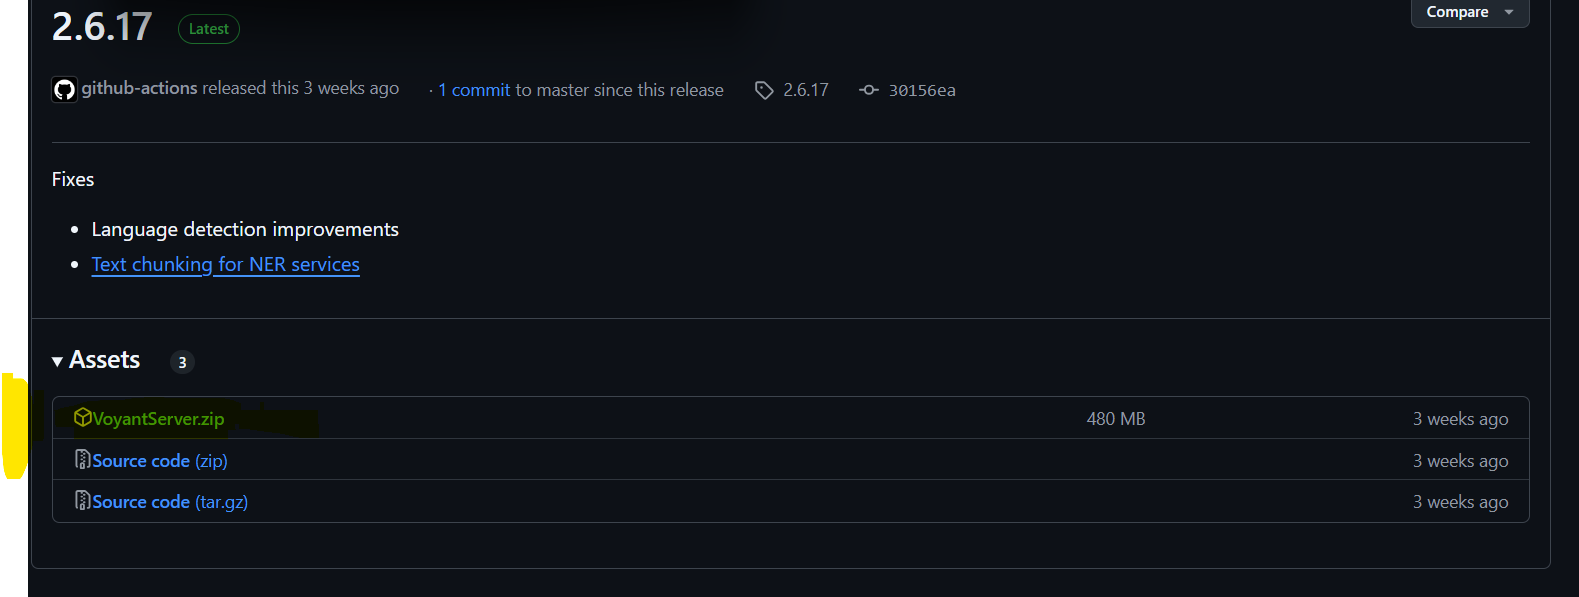 2.6.17 Latest Compare
github-actions released this 3 weeks ago · 1 commit to master since this release 2.6.17 30156ea
Fixes
• Language detection improvements
• Text chunking for NER services
Assets 3
VoyantServer.zip 480 MB 3 weeks ago
Source code (zip) 3 weeks ago
Source code (tar.gz) 3 weeks ago